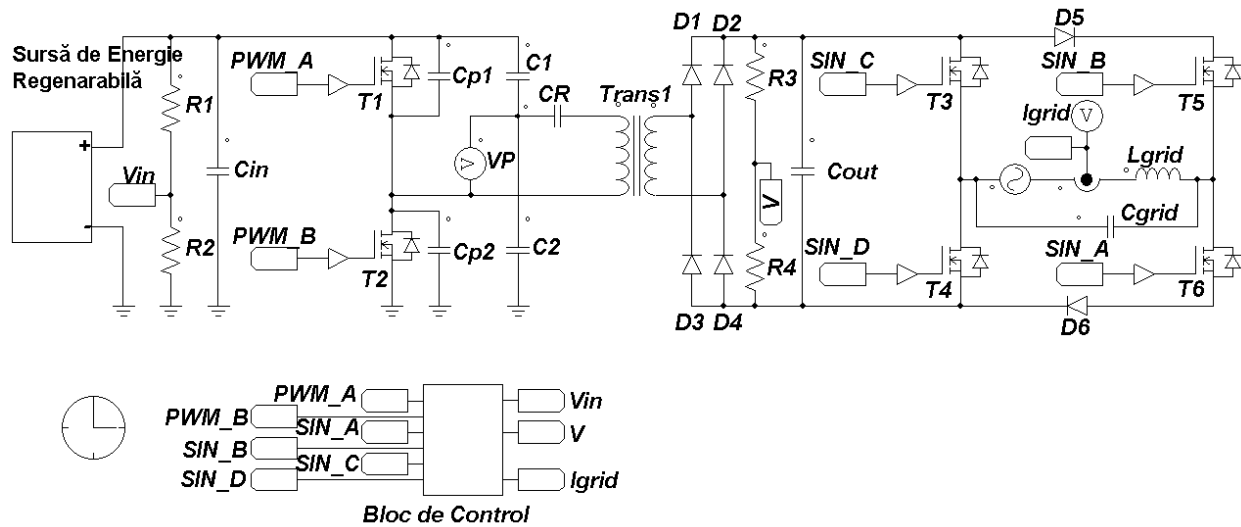 D1 D2
D5
Sursă de Energie
Regenarabilă
PWM_A
R1
T1
Cp1
C1
CR
Trans1
R3
SIN_C
T3
SIN_B
T5
Igrid
V
+
Vin
Cin
V
VP
Cout
V
Lgrid
Cgrid
-
R2
PWM_B
T2
Cp2
C2
R4
SIN_D
T4
SIN_A
T6
D3 D4
D6
PWM_A
Vin
PWM_B
SIN_A
V
SIN_B
SIN_C
SIN_D
Igrid
Bloc de Control